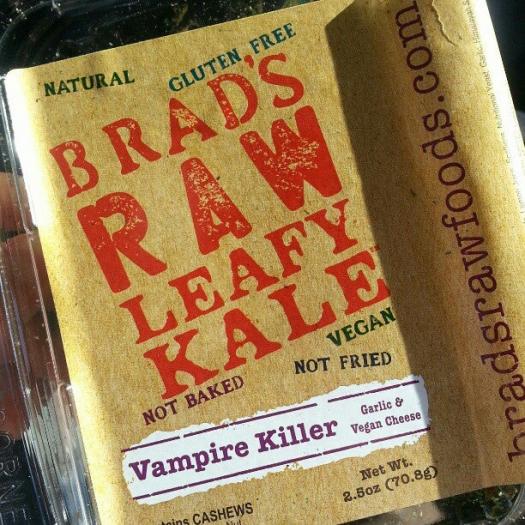 NATURAL
GLUTEN FREE
BRAD'S
RAW
LEAFY
KALE
VEGAN
NOT BAKED
NOT FRIED
Vampire Killer
Garlic &
Vegan Cheese
Net Wt.
2.5oz (70.8g)
CASHEWS
bradsrawfoods.com